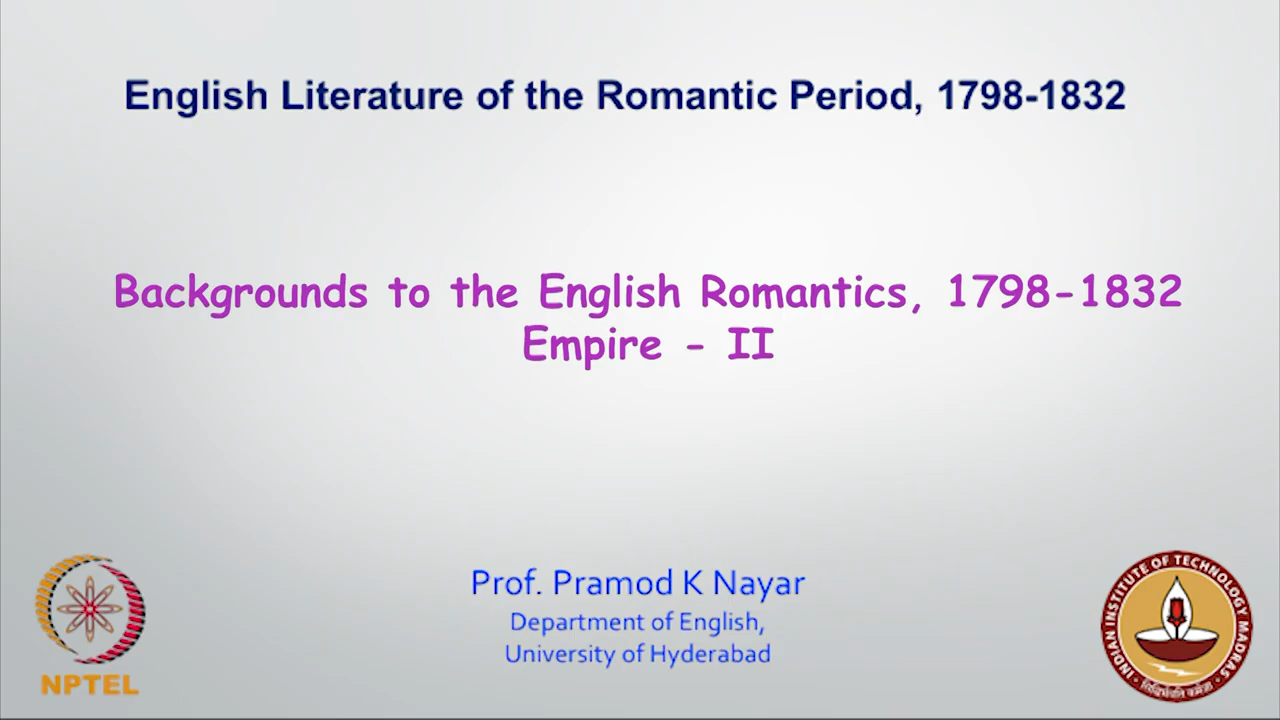 English Literature of the Romantic Period, 1798-1832
Backgrounds to the English Romantics, 1798-1832
Empire - II
Prof. Pramod K Nayar
Department of English,
University of Hyderabad
NPTEL
INDIAN INSTITUTE OF TECHNOLOGY MADRAS